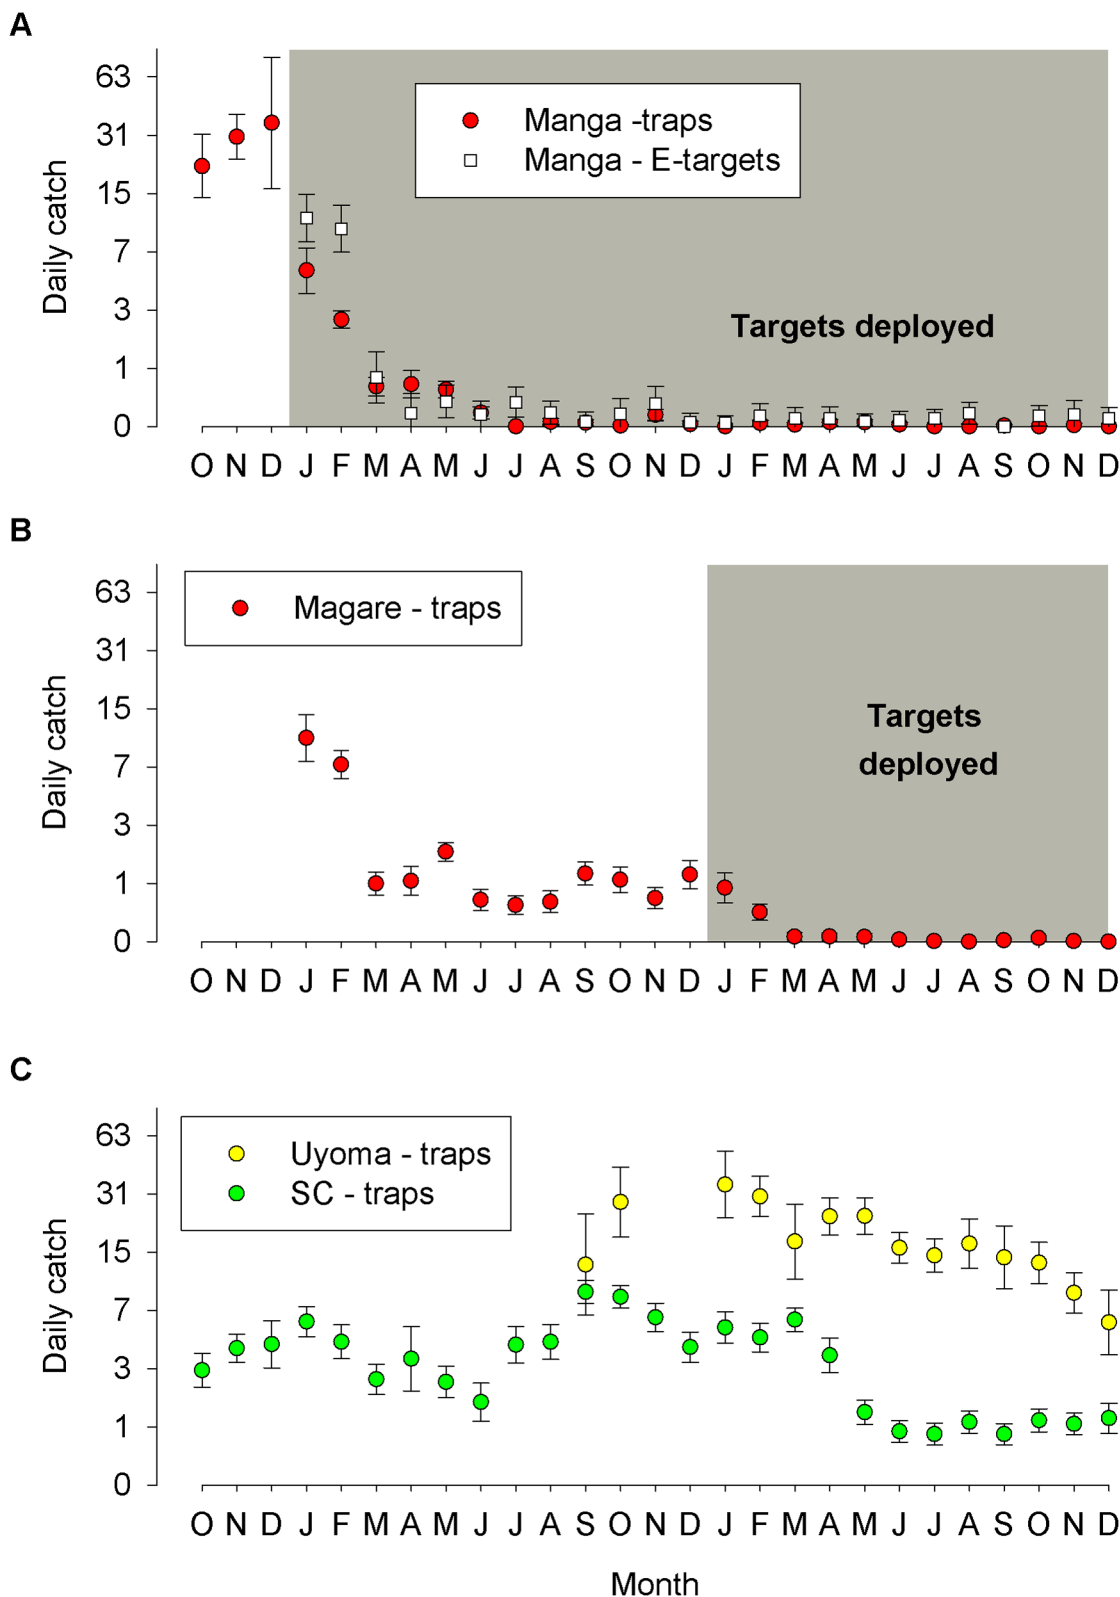 A
Daily catch
63
31
15
7
3
1
0
Manga -traps
Manga - E-targets
Targets deployed
O N D J F M A M J J A S O N D J F M A M J J A S O N D
B
Daily catch
63
31
15
7
3
1
0
Magare - traps
Targets
deployed
O N D J F M A M J J A S O N D J F M A M J J A S O N D
C
Daily catch
63
31
15
7
3
1
0
Uyoma - traps
SC - traps
O N D J F M A M J J A S O N D J F M A M J J A S O N D
Month